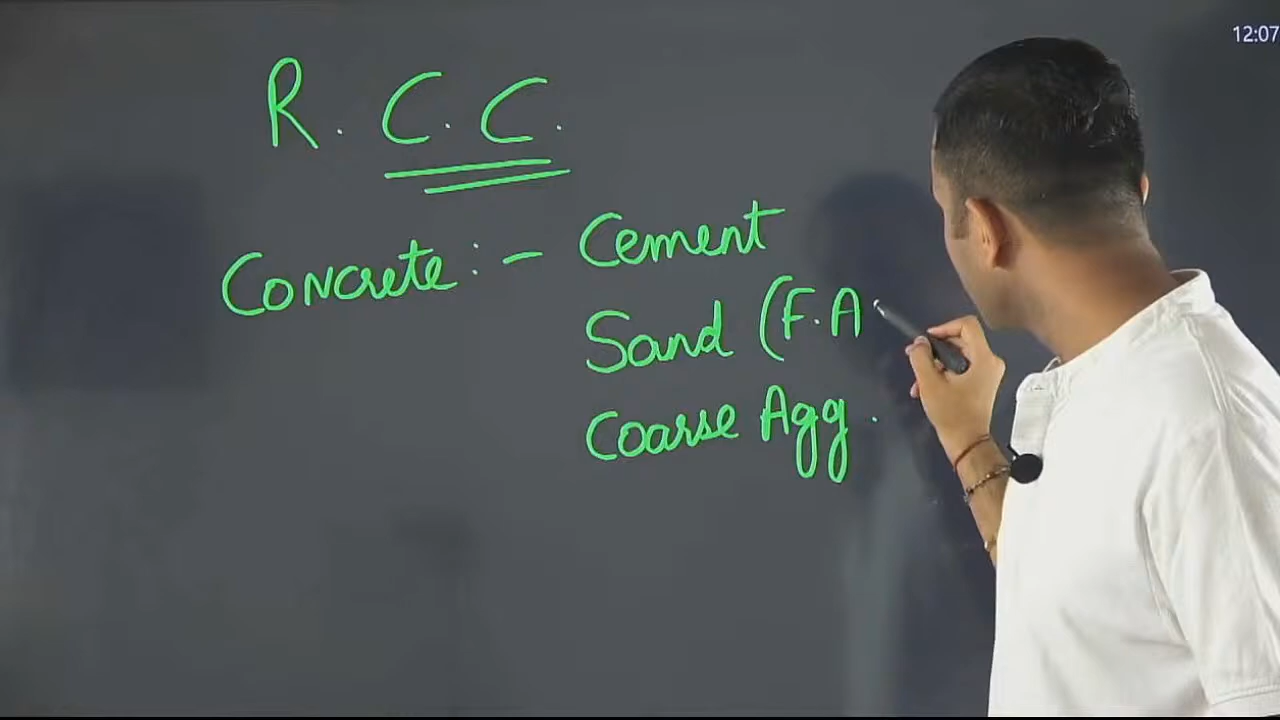 12:07
R. C. C.
Concrete :- Cement
Sand (F.A
Coarse Agg.